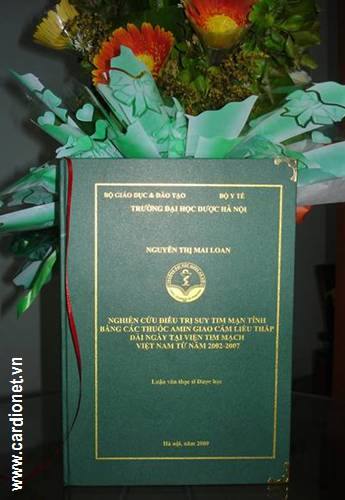 BỘ GIÁO DỤC & ĐÀO TẠO BỘ Y TẾ
TRƯỜNG ĐẠI HỌC DƯỢC HÀ NỘI
NGUYỄN THỊ MAI LOAN
NGHIÊN CỨU ĐIỀU TRỊ SUY TIM MẠN TÍNH
BẰNG CÁC THUỐC AMIN GIAO CẢM LIỀU THẤP
DÀI NGÀY TẠI VIỆN TIM MẠCH
VIỆT NAM TỪ NĂM 2002-2007
Luận văn thạc sĩ Dược học
Hà nội, năm 2009
www.cardionet.vn